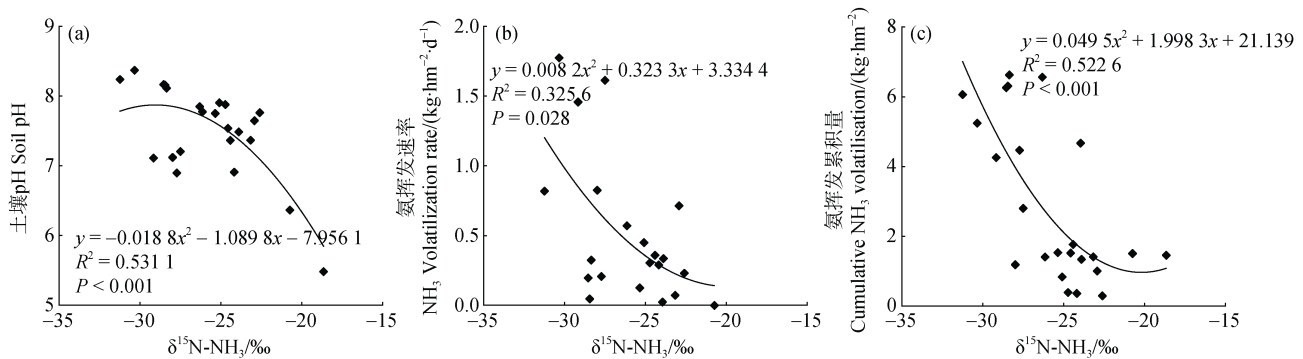 (a)
土壤pH Soil pH
9
8
7
6
5
y = –0.018 8x² – 1.089 8x – 7.956 1
R² = 0.531 1
P < 0.001
–35 –30 –25 –20 –15
δ¹⁵N-NH₃/‰
(b)
氨挥发速率
NH₃ Volatilization rate/(kg·hm⁻²·d⁻¹)
2.0
1.5
1.0
0.5
0.0
y = 0.008 2x² + 0.323 3x + 3.334 4
R² = 0.325 6
P = 0.028
–35 –30 –25 –20 –15
δ¹⁵N-NH₃/‰
(c)
氨挥发累积量
Cumulative NH₃ volatilisation/(kg·hm⁻²)
8
6
4
2
0
y = 0.049 5x² + 1.998 3x + 21.139
R² = 0.522 6
P < 0.001
–35 –30 –25 –20 –15
δ¹⁵N-NH₃/‰